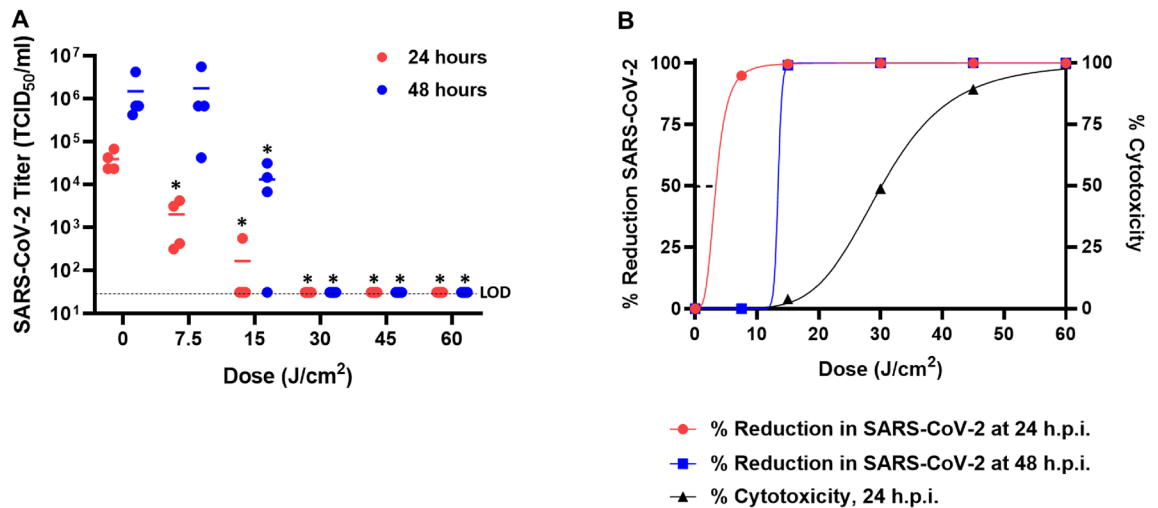 A
SARS-CoV-2 Titer (TCID50/ml)
10^7
10^6
10^5
10^4
10^3
10^2
10^1
24 hours
48 hours
*
*
*
* * * * * *
LOD
0 7.5 15 30 45 60
Dose (J/cm²)
B
% Reduction SARS-CoV-2
100
75
50
25
0
100
75
50
25
0
% Cytotoxicity
0 10 20 30 40 50 60
Dose (J/cm²)
% Reduction in SARS-CoV-2 at 24 h.p.i.
% Reduction in SARS-CoV-2 at 48 h.p.i.
% Cytotoxicity, 24 h.p.i.